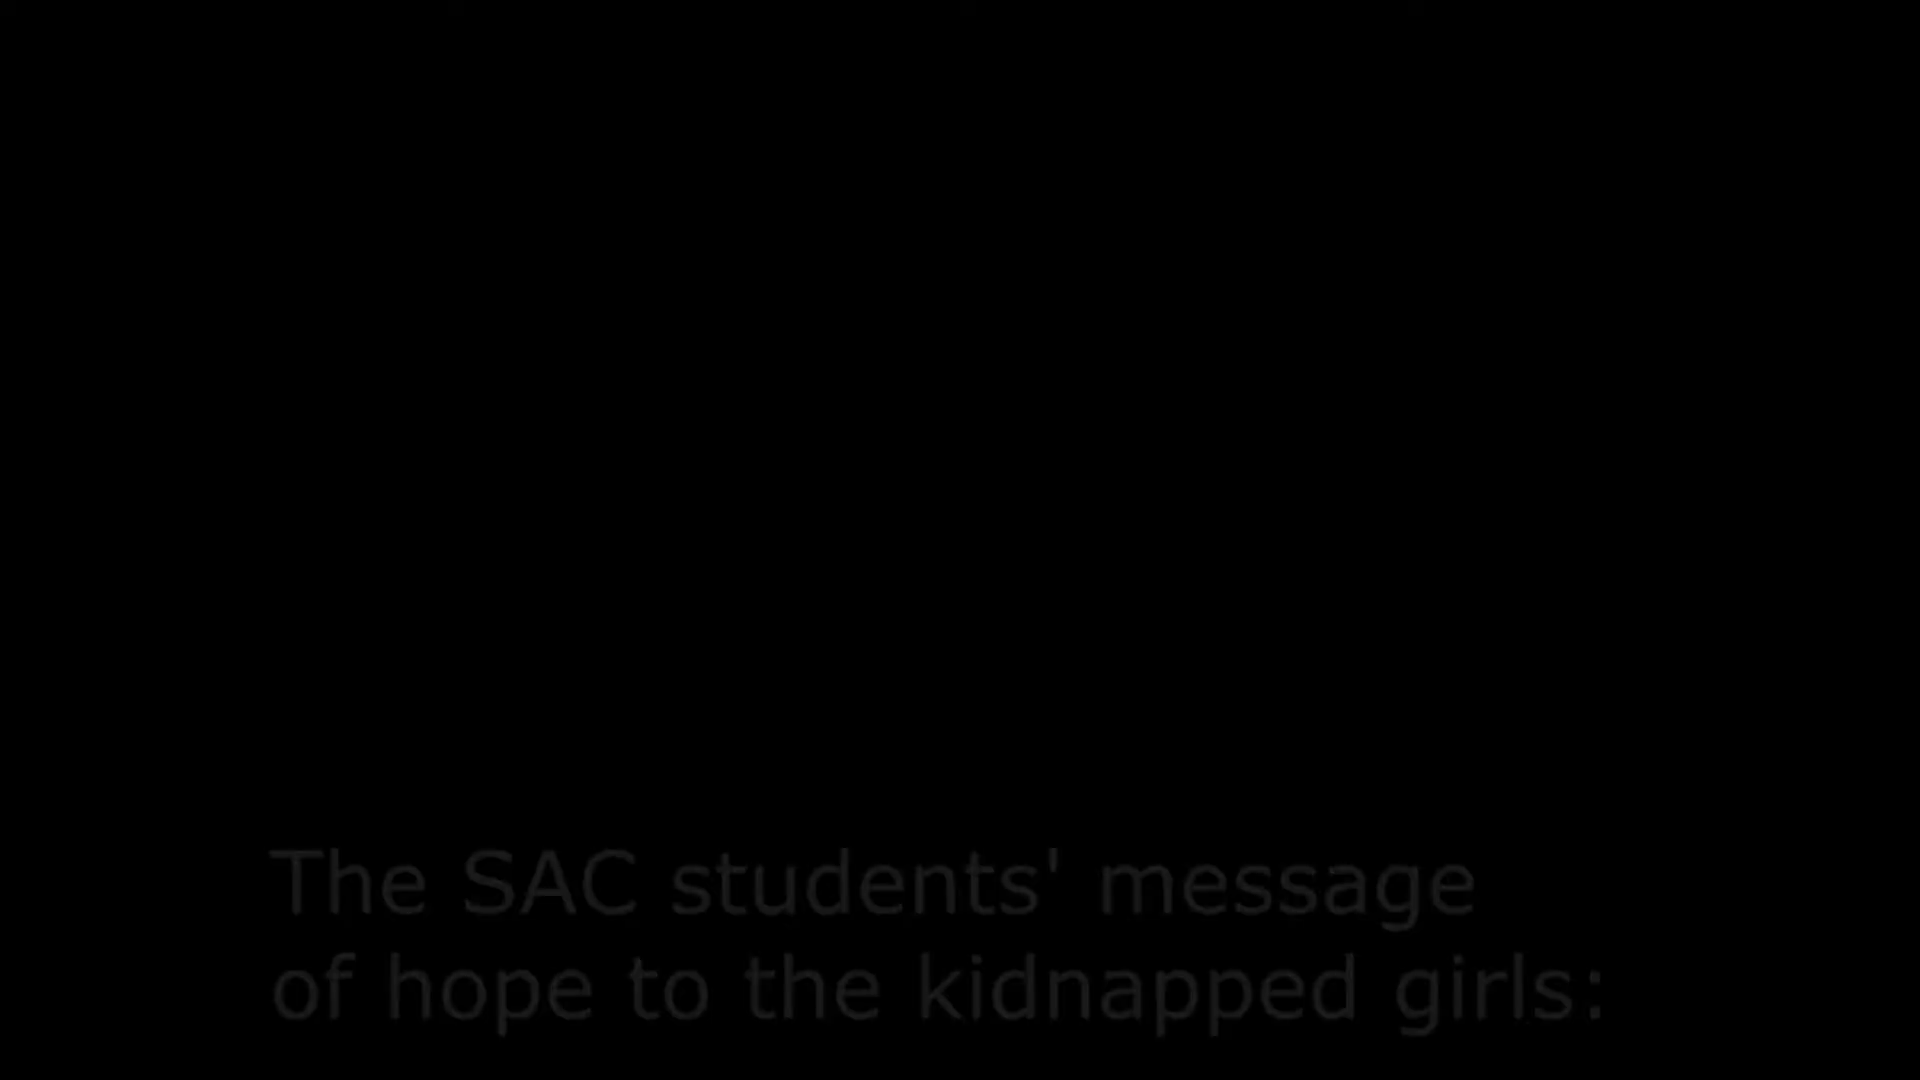 The SAC students' message
of hope to the kidnapped girls: